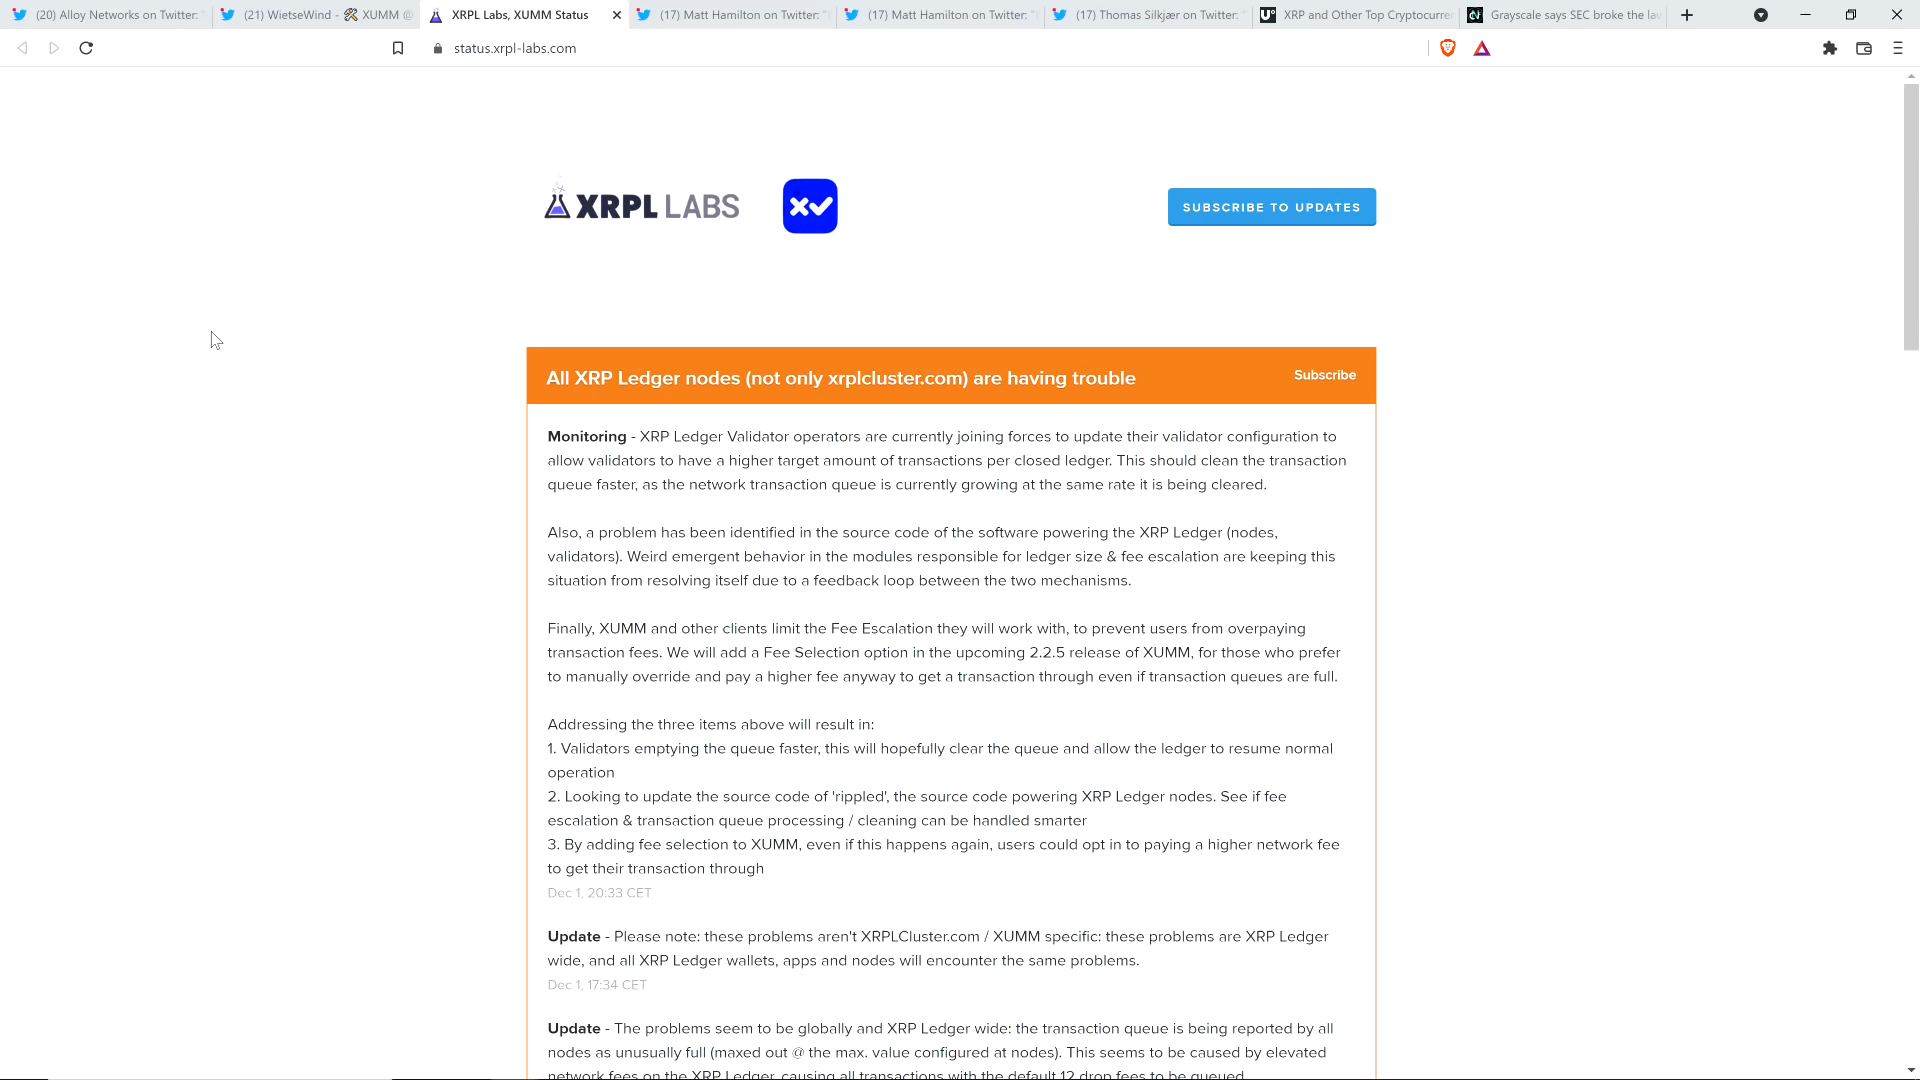 (20) Alloy Networks on Twitter: "
(21) WietseWind - 🛠 XUMM @
XRPL Labs, XUMM Status
(17) Matt Hamilton on Twitter: "
(17) Matt Hamilton on Twitter: "
(17) Thomas Silkjær on Twitter: "
XRP and Other Top Cryptocurren
Grayscale says SEC broke the law
status.xrpl-labs.com
XRPL LABS
SUBSCRIBE TO UPDATES
All XRP Ledger nodes (not only xrplcluster.com) are having trouble
Subscribe
Monitoring - XRP Ledger Validator operators are currently joining forces to update their validator configuration to
allow validators to have a higher target amount of transactions per closed ledger. This should clean the transaction
queue faster, as the network transaction queue is currently growing at the same rate it is being cleared.
Also, a problem has been identified in the source code of the software powering the XRP Ledger (nodes,
validators). Weird emergent behavior in the modules responsible for ledger size & fee escalation are keeping this
situation from resolving itself due to a feedback loop between the two mechanisms.
Finally, XUMM and other clients limit the Fee Escalation they will work with, to prevent users from overpaying
transaction fees. We will add a Fee Selection option in the upcoming 2.2.5 release of XUMM, for those who prefer
to manually override and pay a higher fee anyway to get a transaction through even if transaction queues are full.
Addressing the three items above will result in:
1. Validators emptying the queue faster, this will hopefully clear the queue and allow the ledger to resume normal
operation
2. Looking to update the source code of 'rippled', the source code powering XRP Ledger nodes. See if fee
escalation & transaction queue processing / cleaning can be handled smarter
3. By adding fee selection to XUMM, even if this happens again, users could opt in to paying a higher network fee
to get their transaction through
Dec 1, 20:33 CET
Update - Please note: these problems aren't XRPLCluster.com / XUMM specific: these problems are XRP Ledger
wide, and all XRP Ledger wallets, apps and nodes will encounter the same problems.
Dec 1, 17:34 CET
Update - The problems seem to be globally and XRP Ledger wide: the transaction queue is being reported by all
nodes as unusually full (maxed out @ the max. value configured at nodes). This seems to be caused by elevated
network fees on the XRP Ledger, causing all transactions with the default 12 drop fees to be queued.